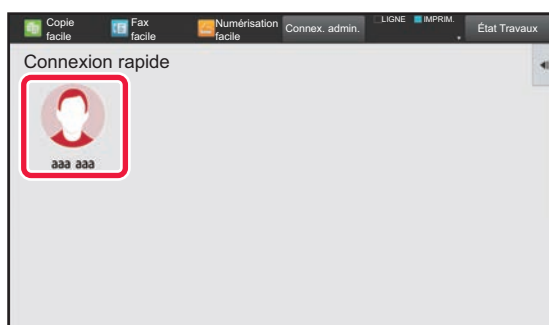 Copie facile
Fax facile
Numérisation facile
Connex. admin.
LIGNE
IMPRIM.
État Travaux
Connexion rapide
aaa aaa